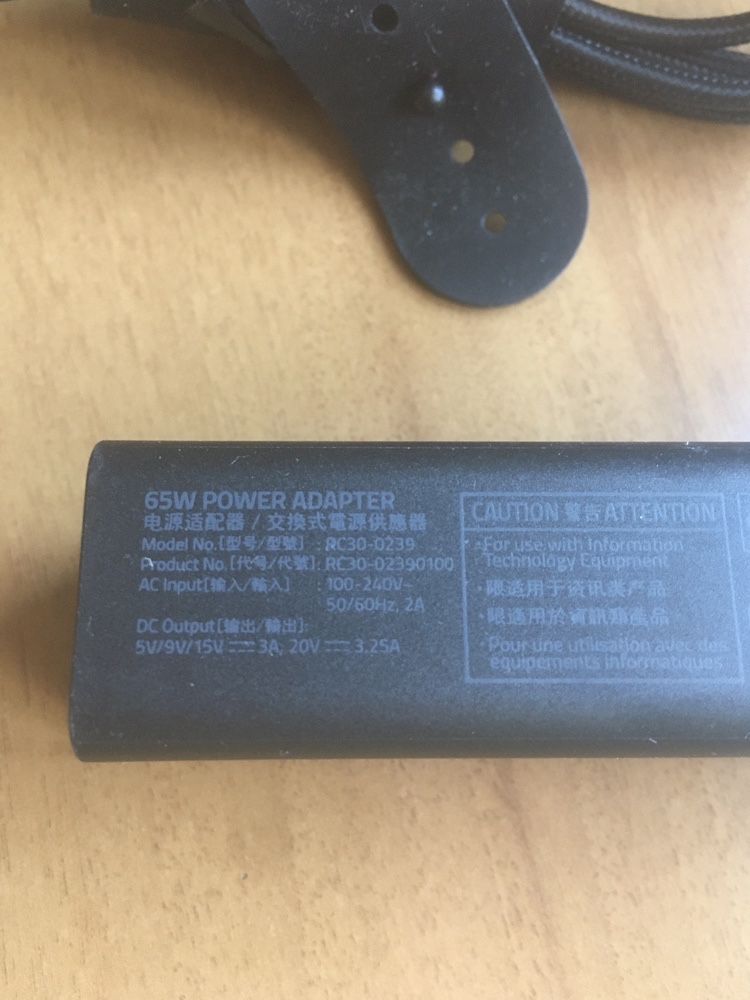 65W POWER ADAPTER
电源适配器 / 交換式電源供應器
Model No.[型号/型號] : RC30-0239
Product No.[代号/代號]: RC30-02390100
AC Input[输入/輸入] : 100-240V~
50/60Hz, 2A
DC Output[输出/輸出]:
5V/9V/15V ⎓ 3A, 20V ⎓ 3.25A
CAUTION 警告 ATTENTION
·For use with Information
Technology Equipment
·限适用于资讯类产品
·限適用於資訊類產品
·Pour une utilisation avec des
équipements informatiques